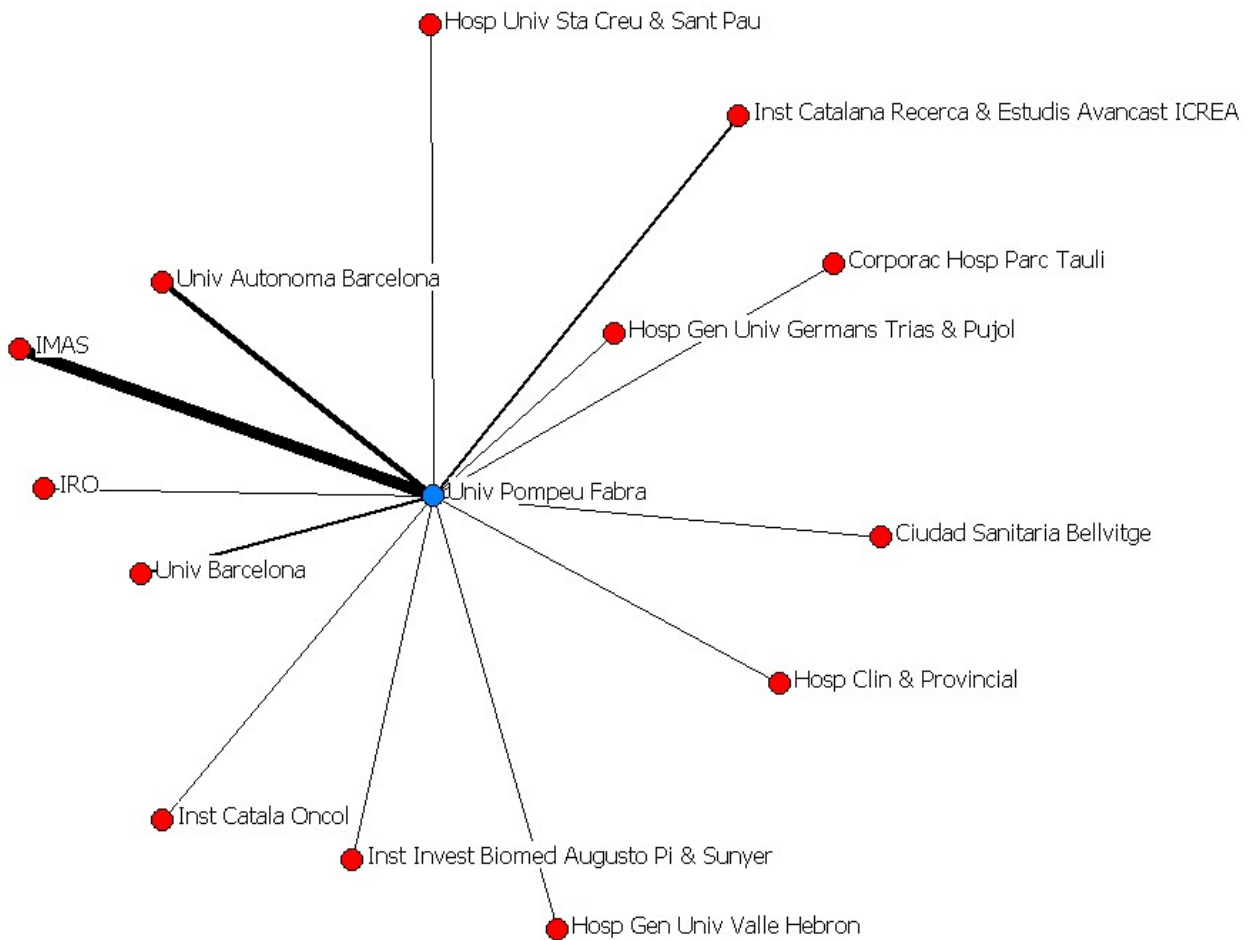 Hosp Univ Sta Creu & Sant Pau
Inst Catalana Recerca & Estudis Avancast ICREA
Corporac Hosp Parc Tauli
Univ Autonoma Barcelona
Hosp Gen Univ Germans Trias & Pujol
IMAS
IRO
Univ Pompeu Fabra
Ciudad Sanitaria Bellvitge
Univ Barcelona
Hosp Clin & Provincial
Inst Catala Oncol
Inst Invest Biomed Augusto Pi & Sunyer
Hosp Gen Univ Valle Hebron